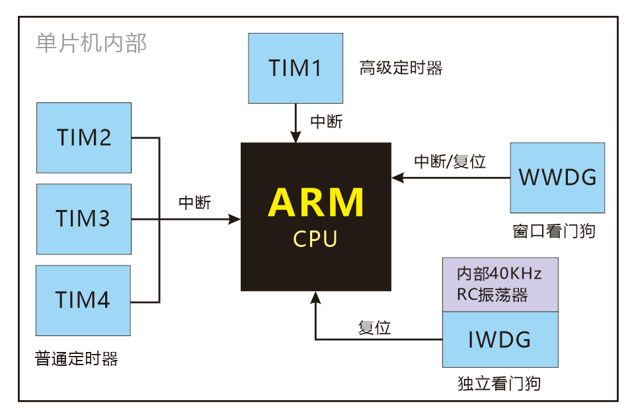 单片机内部
TIM1
高级定时器
中断
TIM2
TIM3
TIM4
普通定时器
中断
ARM
CPU
中断/复位
WWDG
窗口看门狗
内部40KHz
RC振荡器
IWDG
独立看门狗
复位